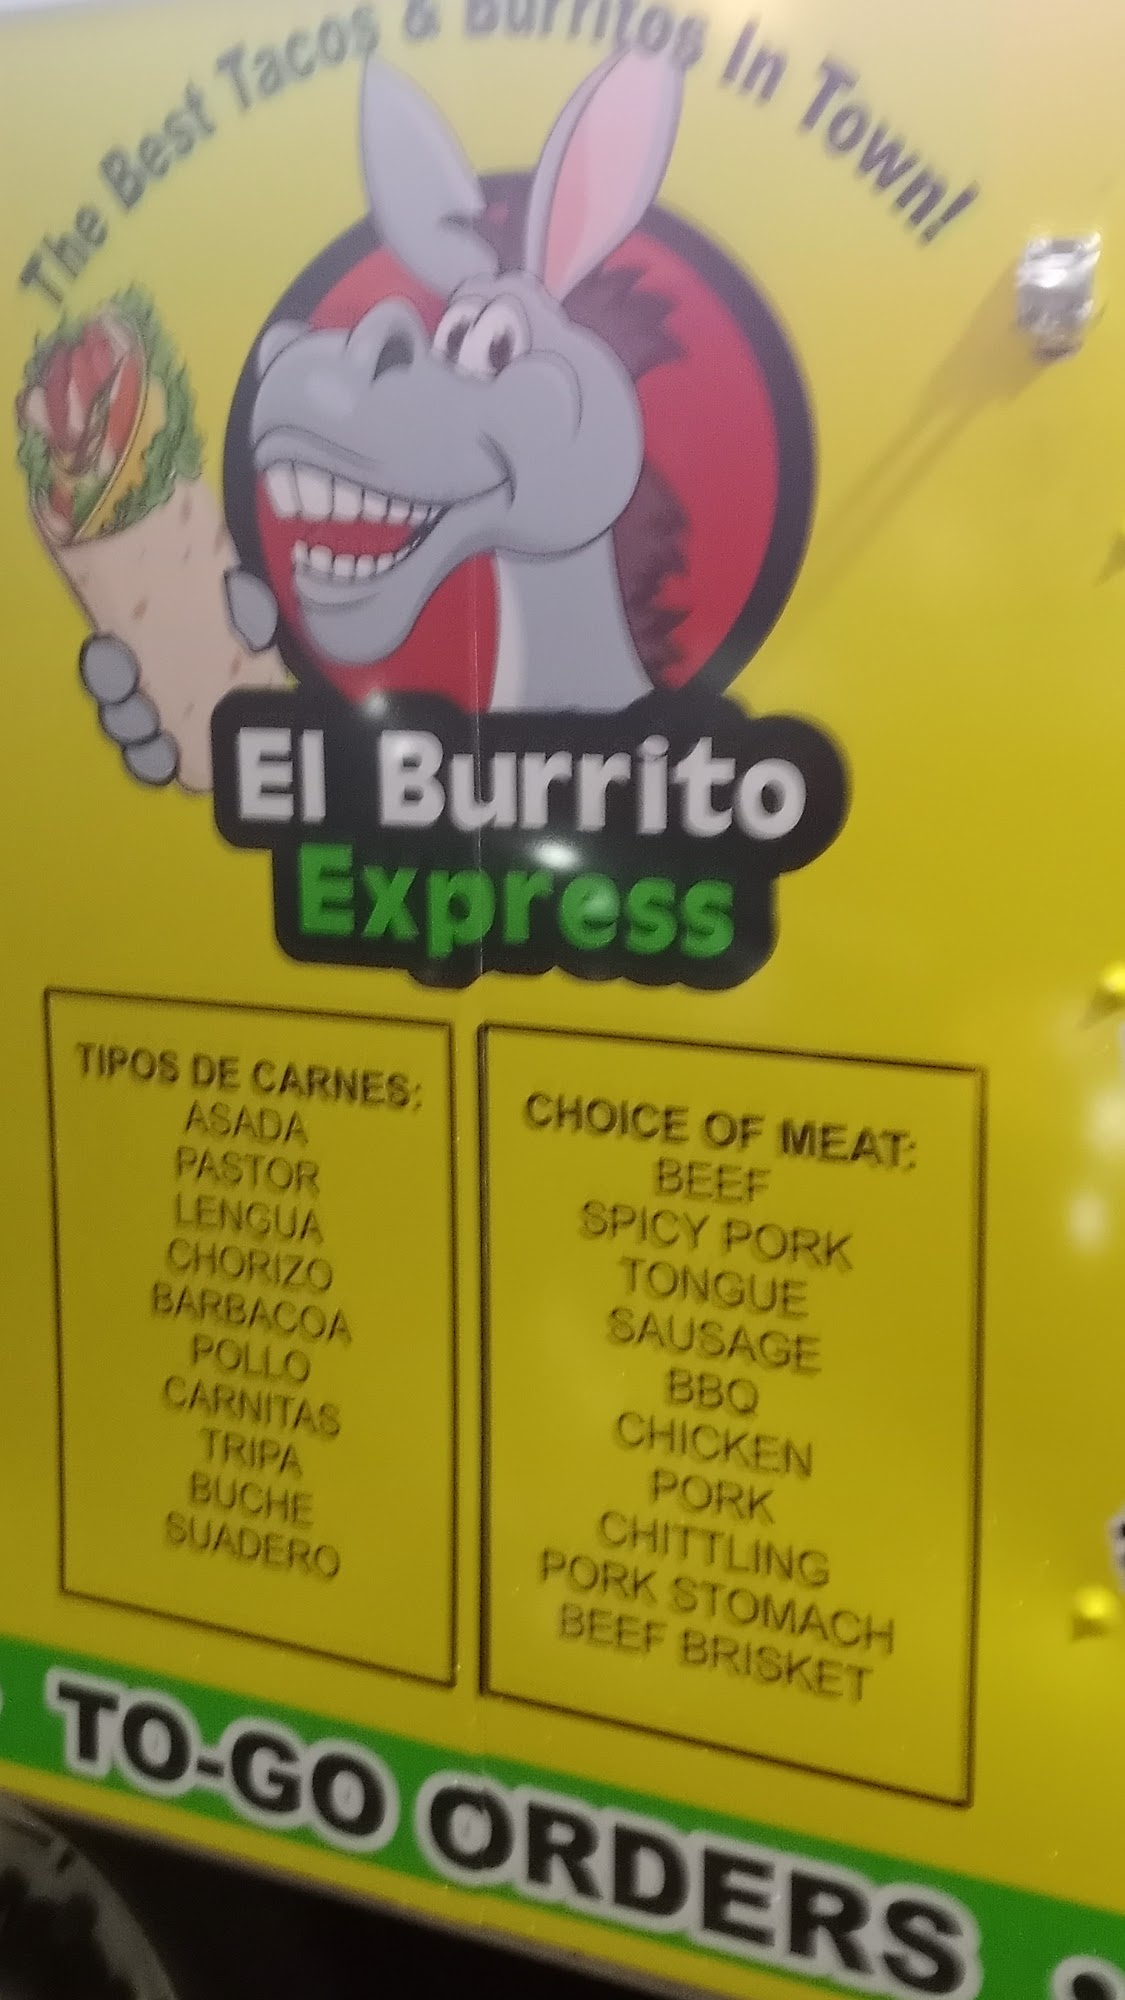 The Best Tacos & Burritos In Town!
El Burrito
Express
TIPOS DE CARNES:
ASADA
PASTOR
LENGUA
CHORIZO
BARBACOA
POLLO
CARNITAS
TRIPA
BUCHE
SUADERO
CHOICE OF MEAT:
BEEF
SPICY PORK
TONGUE
SAUSAGE
BBQ
CHICKEN
PORK
CHITTLING
PORK STOMACH
BEEF BRISKET
TO-GO ORDERS